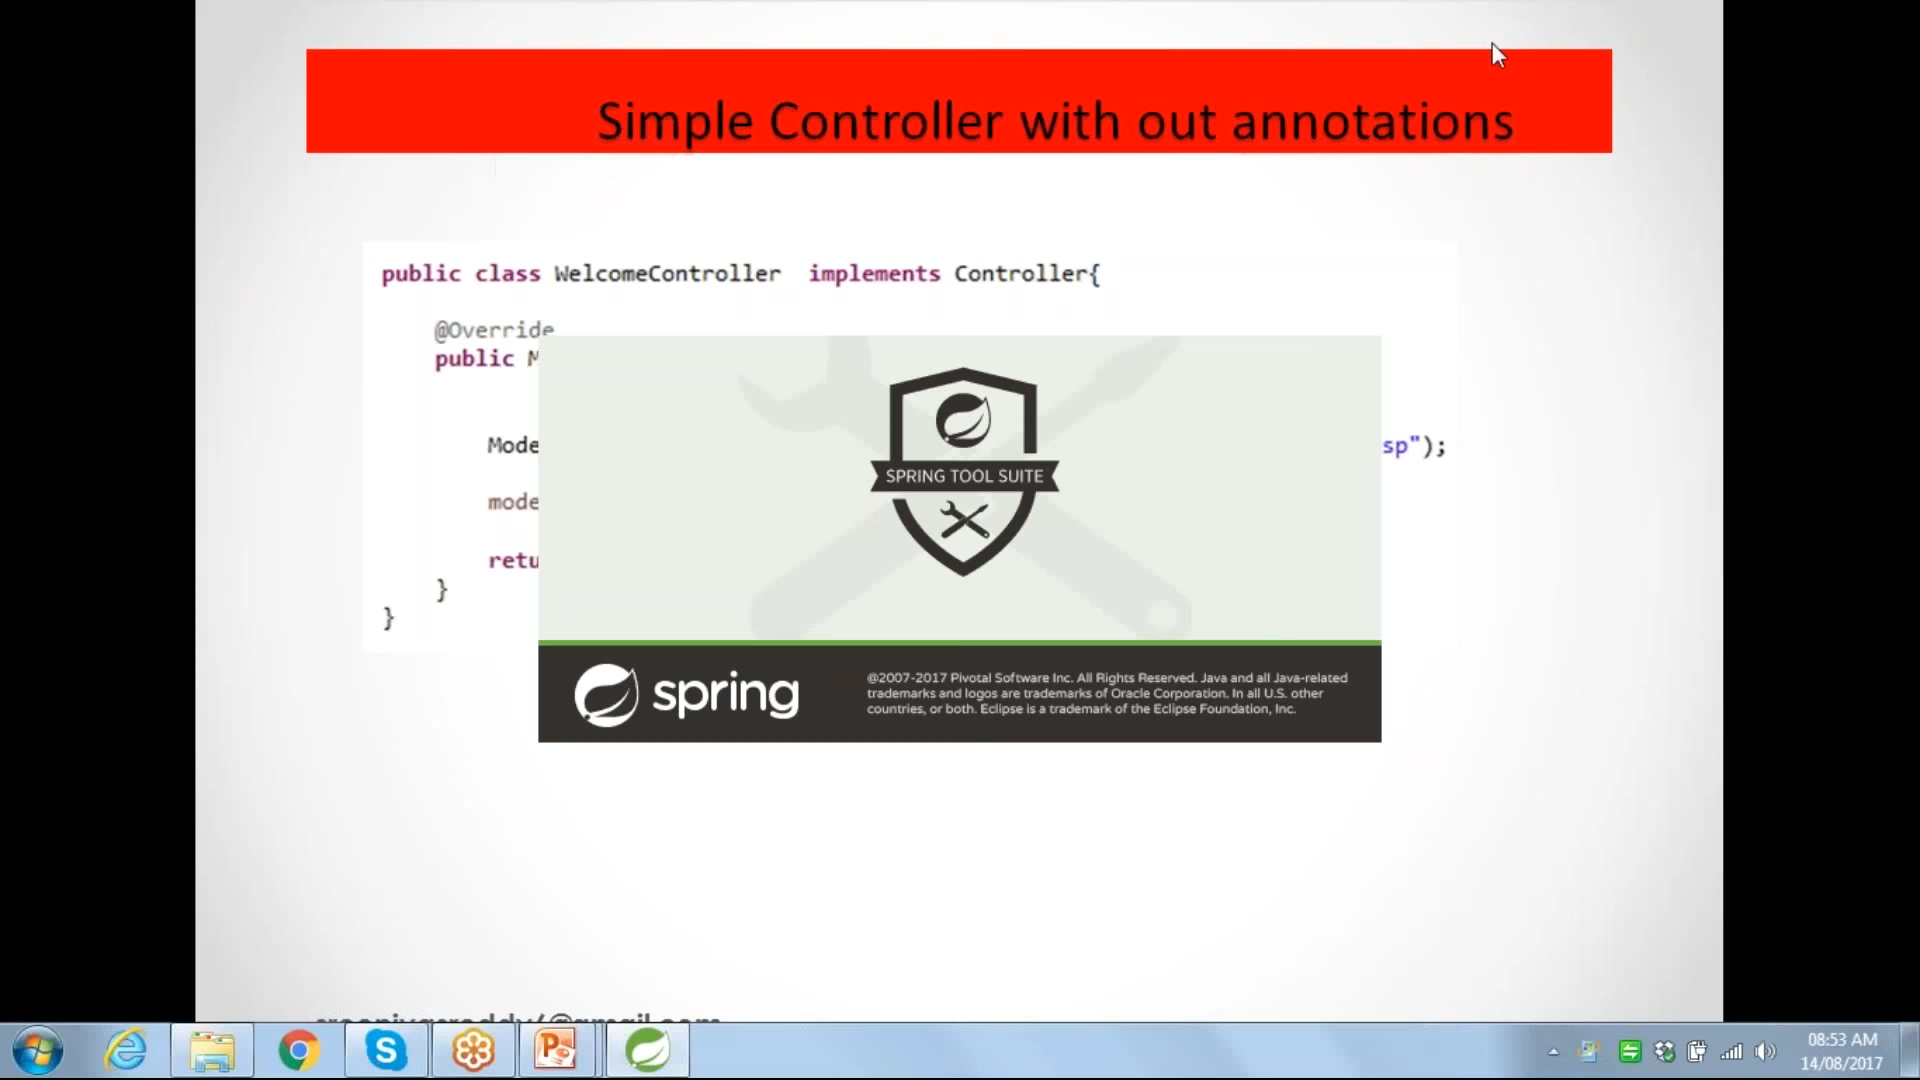 Simple Controller with out annotations
public class WelcomeController implements Controller{
@Override
public M
Mode
sp");
mode
retu
}
}
SPRING TOOL SUITE
spring
@2007-2017 Pivotal Software Inc. All Rights Reserved. Java and all Java-related
trademarks and logos are trademarks of Oracle Corporation. In all U.S. other
countries, or both. Eclipse is a trademark of the Eclipse Foundation, Inc.
08:53 AM
14/08/2017